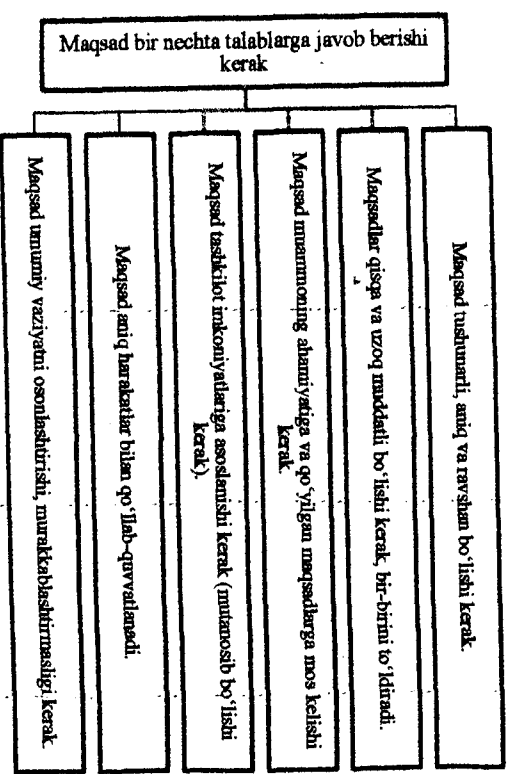 Maqsad bir nechta talablarga javob berishi
kerak
Maqsad umumiy vaziyatni osonlashtirishi, murakkablashtirmasligi kerak.
Maqsad aniq harakatlar bilan qo‘llab-quvvatlanadi.
Maqsad tashkilot imkoniyatlariga asoslanishi kerak (mutanosib bo‘lishi
kerak).
Maqsad muammoning ahamiyatiga va qo‘yilgan maqsadlarga mos kelishi
kerak.
Maqsadlar qisqa va uzoq muddatli bo‘lishi kerak, bir-birini to‘ldiradi.
Maqsad tushunarli, aniq va ravshan bo‘lishi kerak.